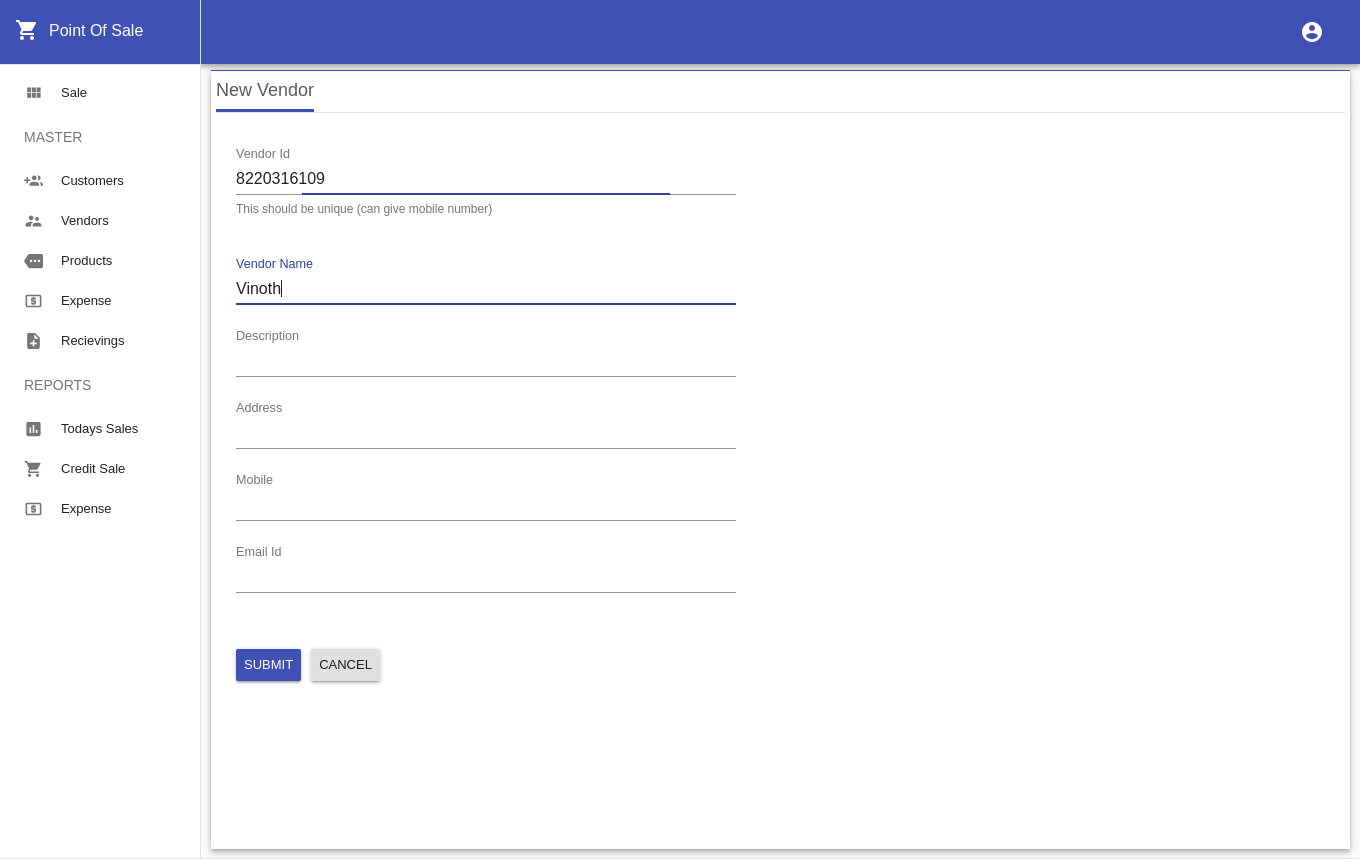 Point Of Sale
Sale
MASTER
Customers
Vendors
Products
Expense
Recievings
REPORTS
Todays Sales
Credit Sale
Expense
New Vendor
Vendor Id
8220316109
This should be unique (can give mobile number)
Vendor Name
Vinoth
Description
Address
Mobile
Email Id
SUBMIT CANCEL